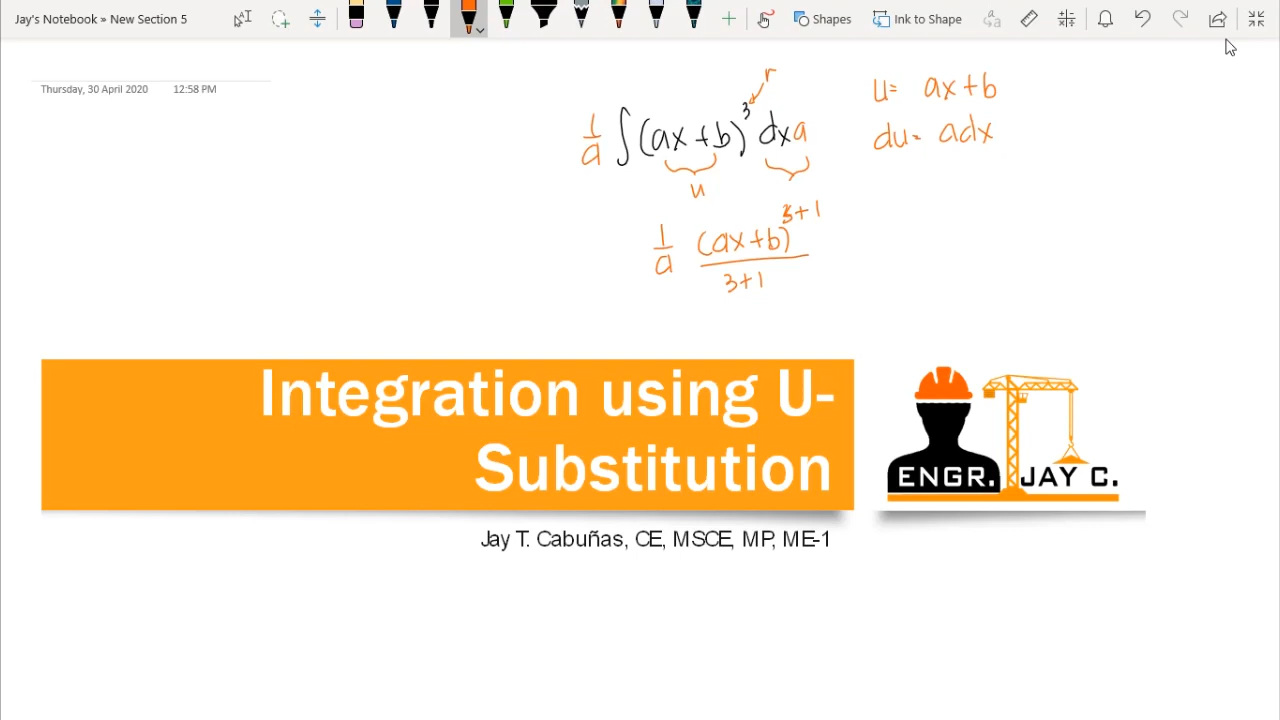 Jay's Notebook » New Section 5
Shapes
Ink to Shape
Thursday, 30 April 2020 12:58 PM
r
1/a ∫(ax+b)³ dx a
u
u= ax+b
du= adx
1/a (ax+b)^(3+1)
3+1
Integration using U-
Substitution
ENGR. JAY C.
Jay T. Cabuñas, CE, MSCE, MP, ME-1